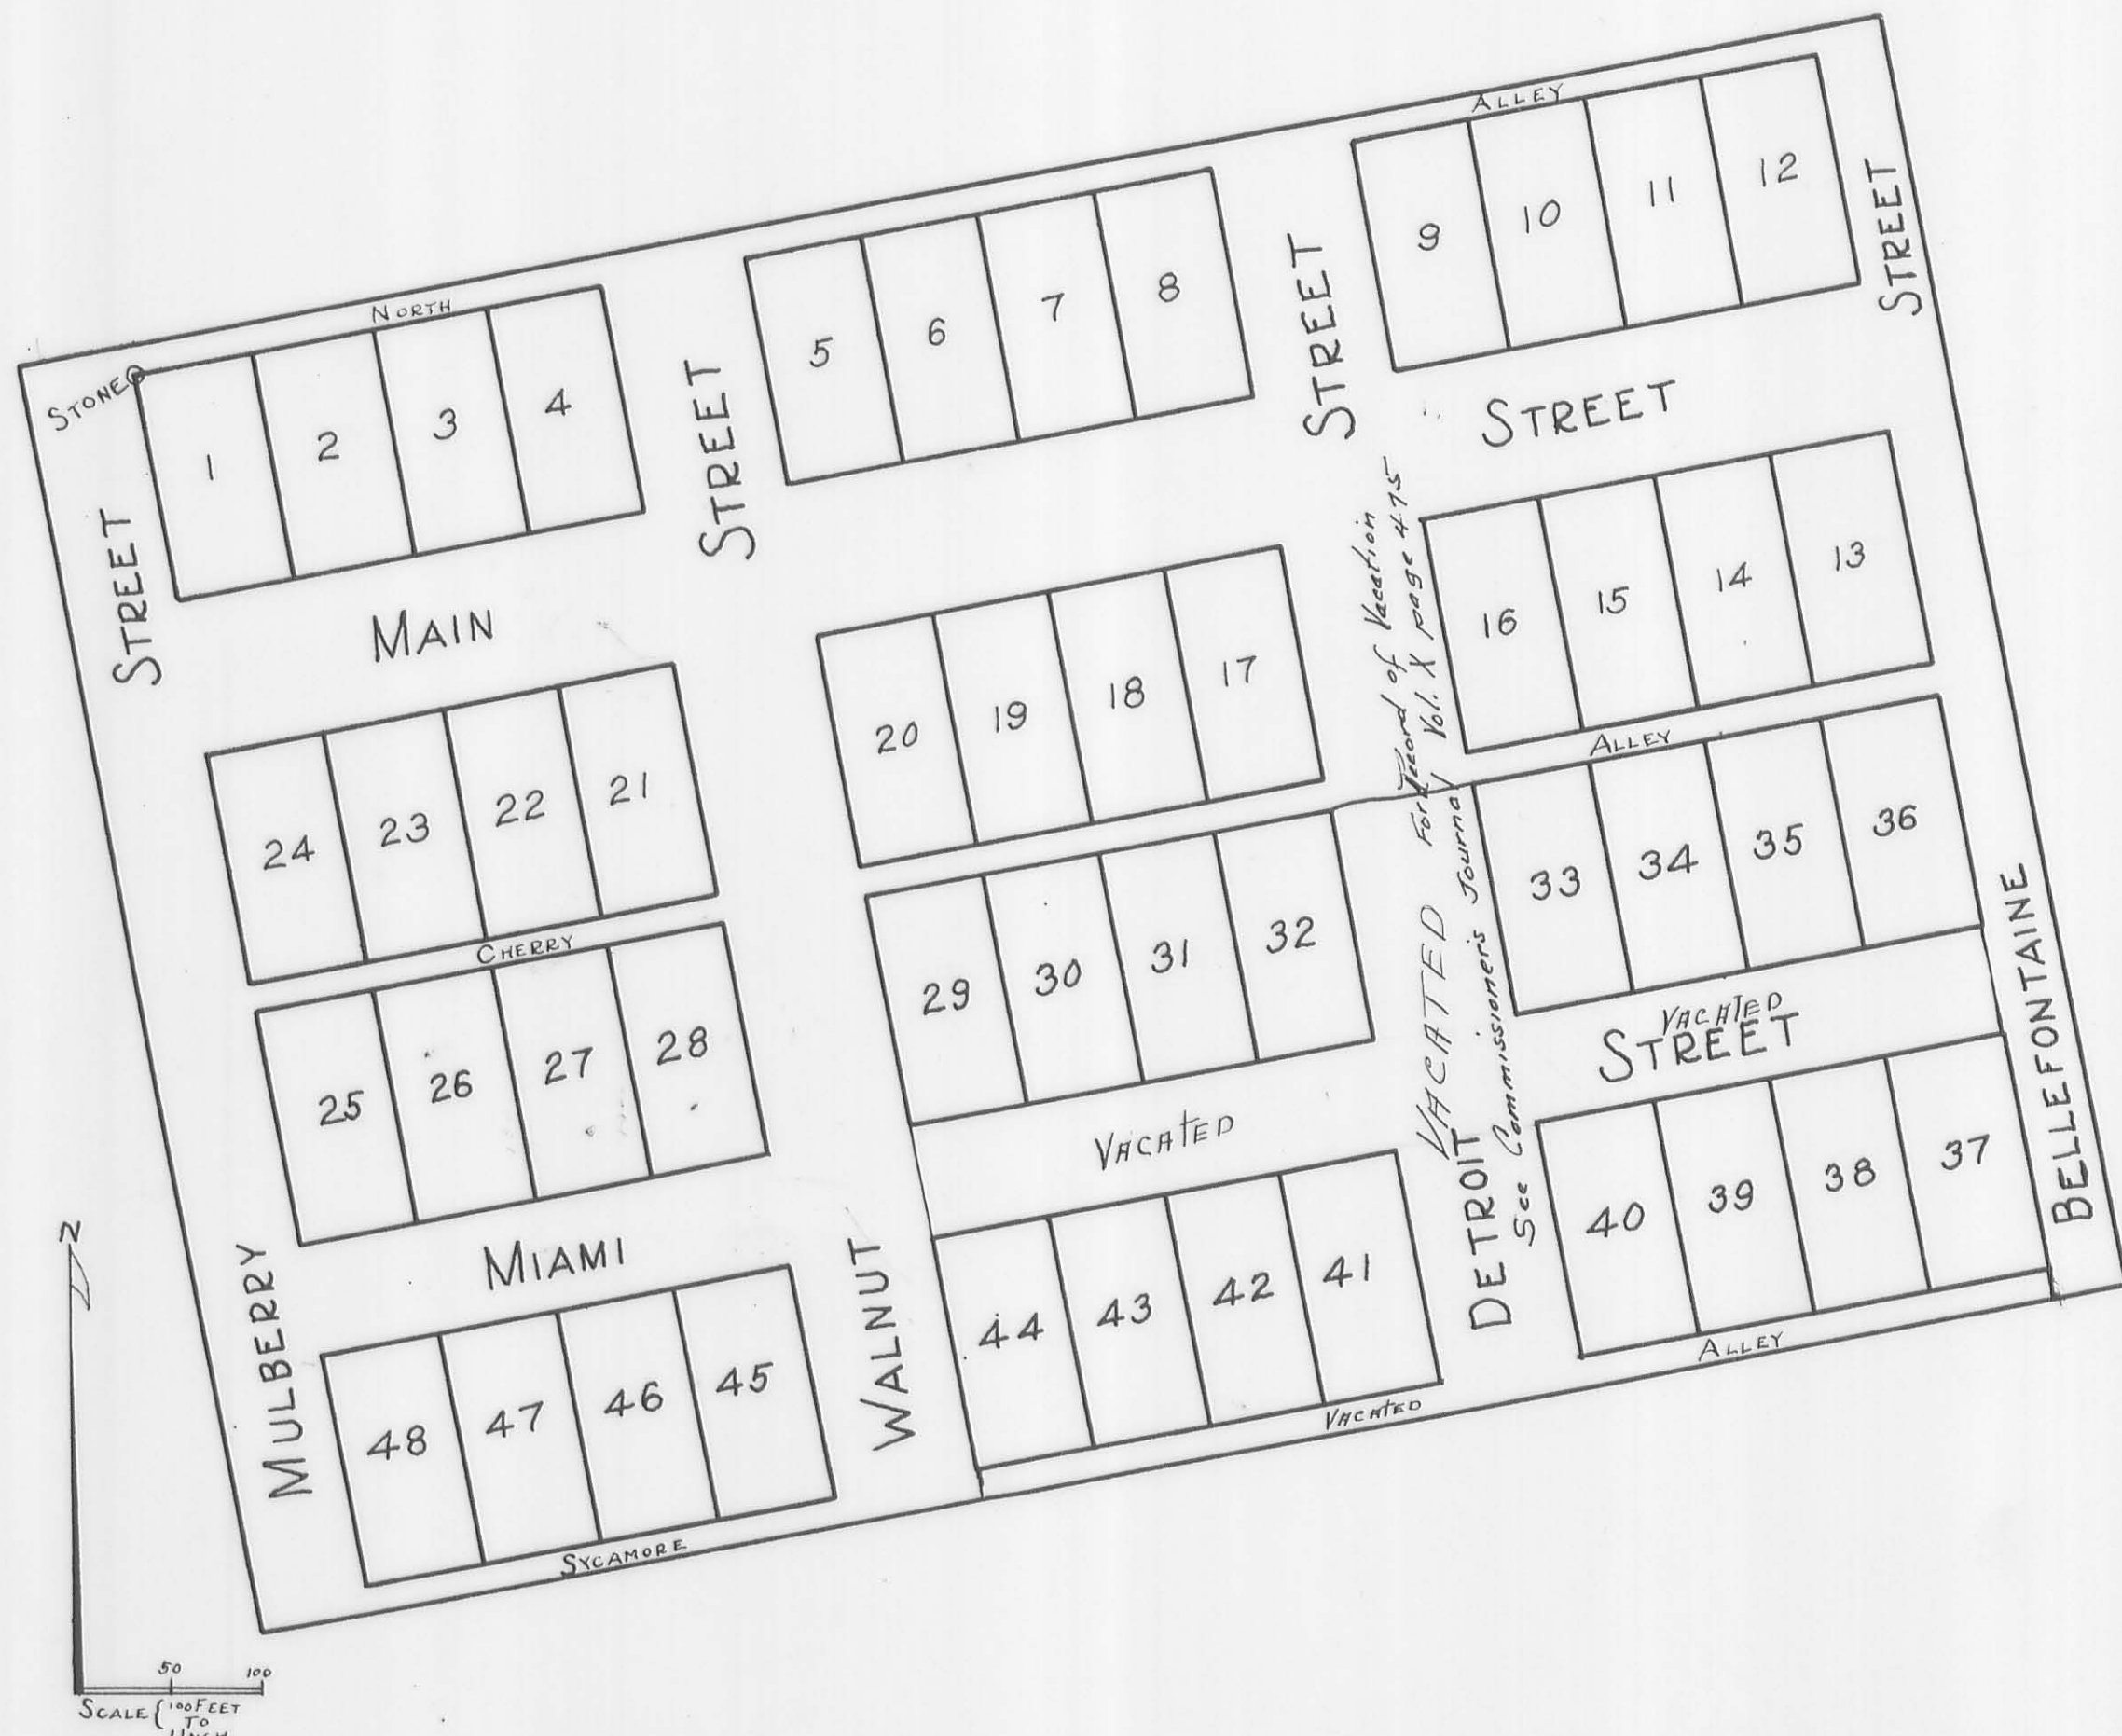 ALLEY
NORTH
STONE
1 2 3 4
5 6 7 8
9 10 11 12
STREET
STREET
STREET
STREET
MAIN STREET
24 23 22 21
20 19 18 17
16 15 14 13
CHERRY ALLEY
25 26 27 28
29 30 31 32
33 34 35 36
VACATED For Record of Vacation
See Commissioner's Journal Vol. X page 475
MIAMI STREET
VACATED
VACATED
48 47 46 45
44 43 42 41
40 39 38 37
MULBERRY
WALNUT
DETROIT
BELLEFONTAINE
SYCAMORE ALLEY
VACATED
N
50 100
SCALE { 100 FEET
TO